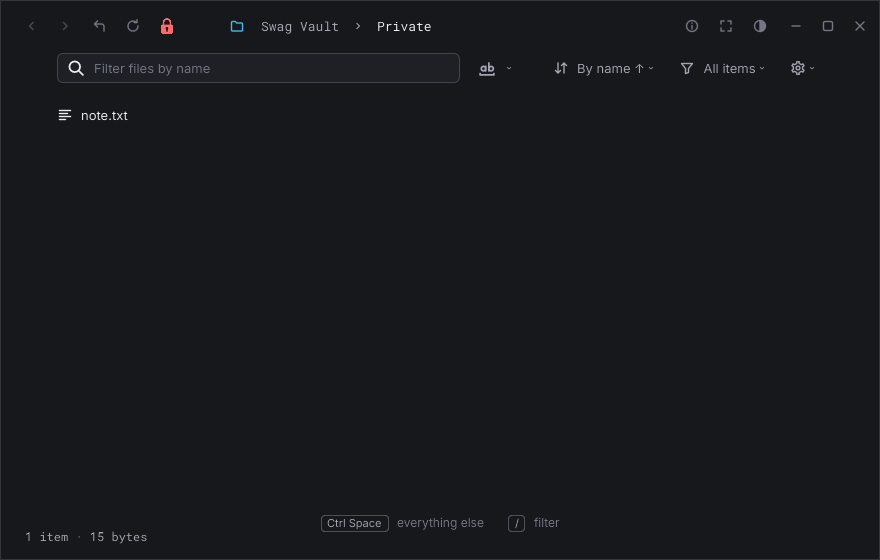 Swag Vault › Private
Filter files by name
ab
By name ↑
All items
note.txt
Ctrl Space everything else / filter
1 item · 15 bytes